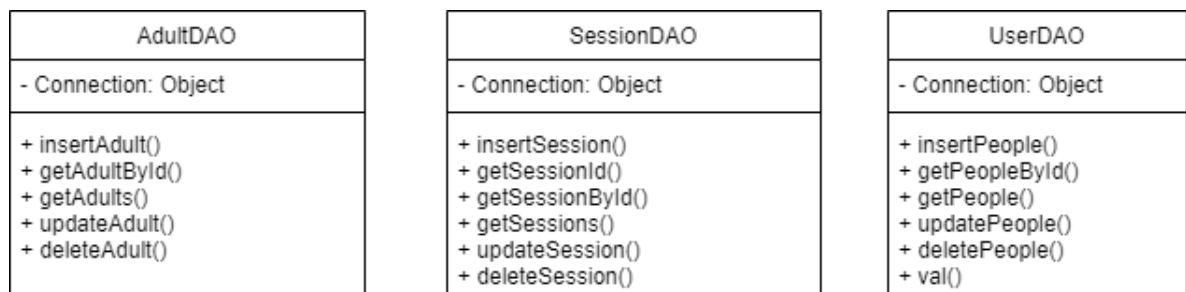 AdultDAO
- Connection: Object
+ insertAdult()
+ getAdultById()
+ getAdults()
+ updateAdult()
+ deleteAdult()
SessionDAO
- Connection: Object
+ insertSession()
+ getSessionId()
+ getSessionById()
+ getSessions()
+ updateSession()
+ deleteSession()
UserDAO
- Connection: Object
+ insertPeople()
+ getPeopleById()
+ getPeople()
+ updatePeople()
+ deletePeople()
+ val()